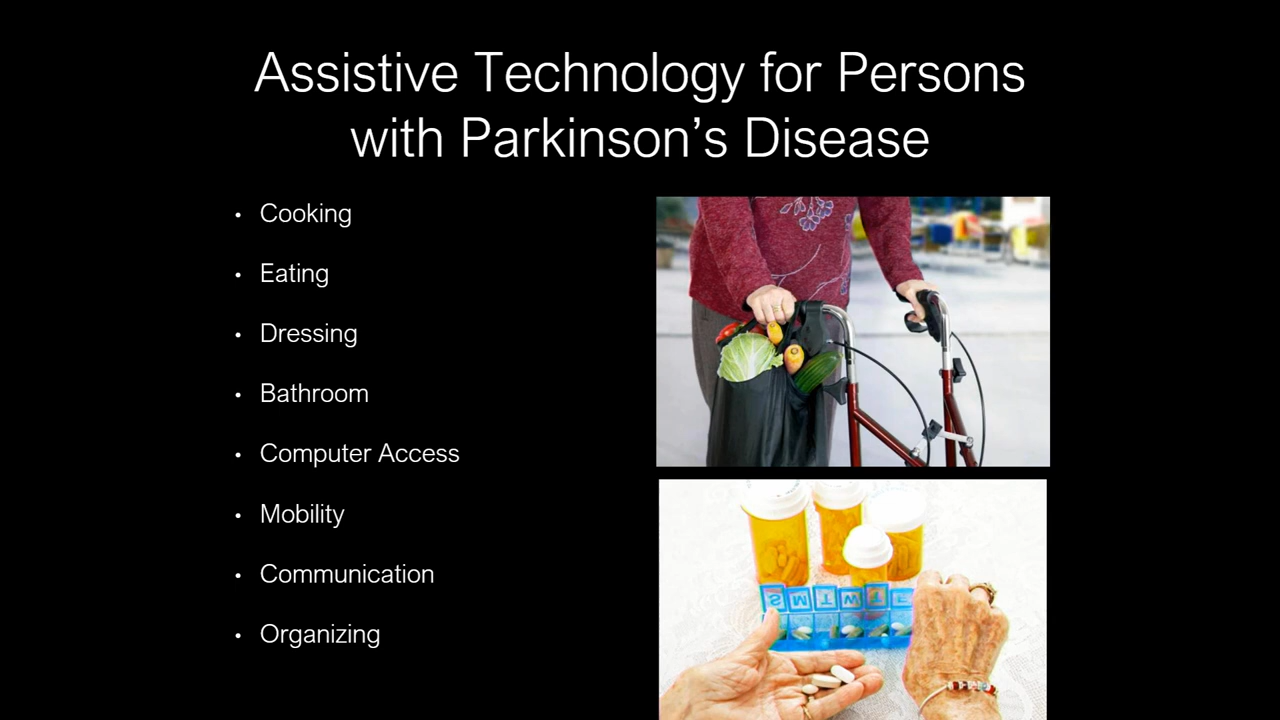 Assistive Technology for Persons
with Parkinson’s Disease
• Cooking
• Eating
• Dressing
• Bathroom
• Computer Access
• Mobility
• Communication
• Organizing
S M T W T F